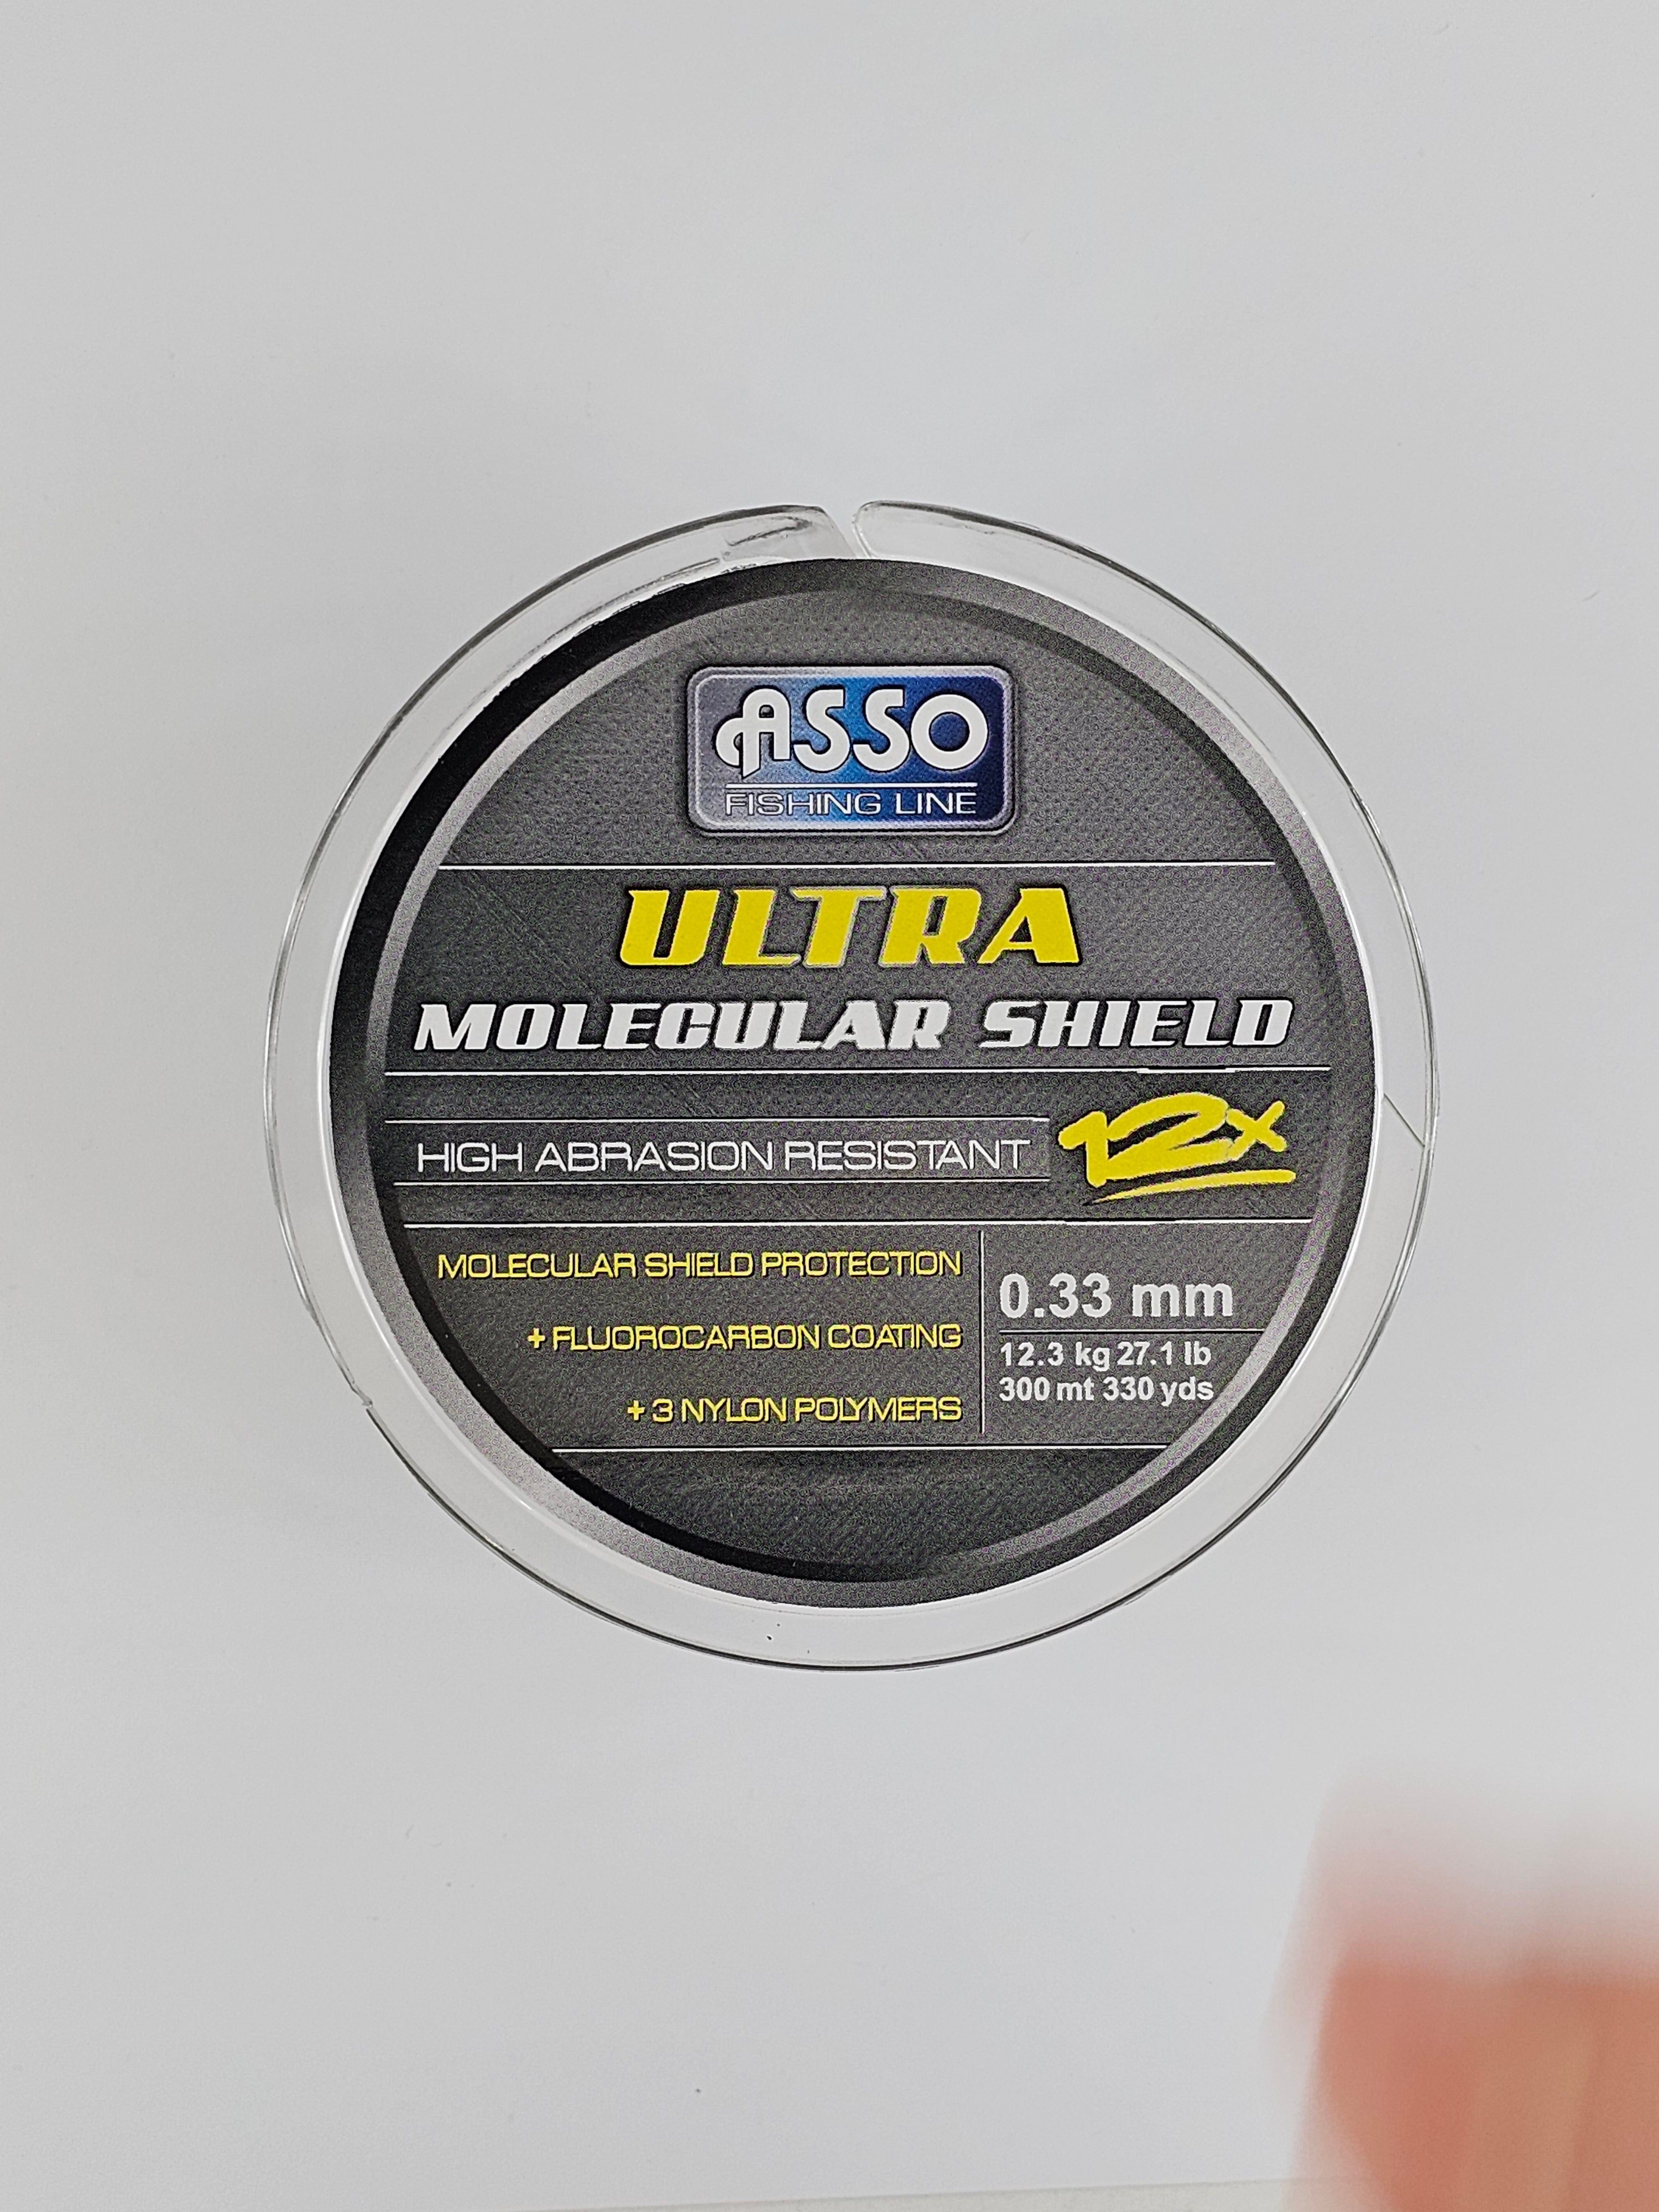 ASSO
FISHING LINE
ULTRA
MOLECULAR SHIELD
HIGH ABRASION RESISTANT 12x
MOLECULAR SHIELD PROTECTION
+ FLUOROCARBON COATING
+ 3 NYLON POLYMERS
0.33 mm
12.3 kg 27.1 lb
300 mt 330 yds